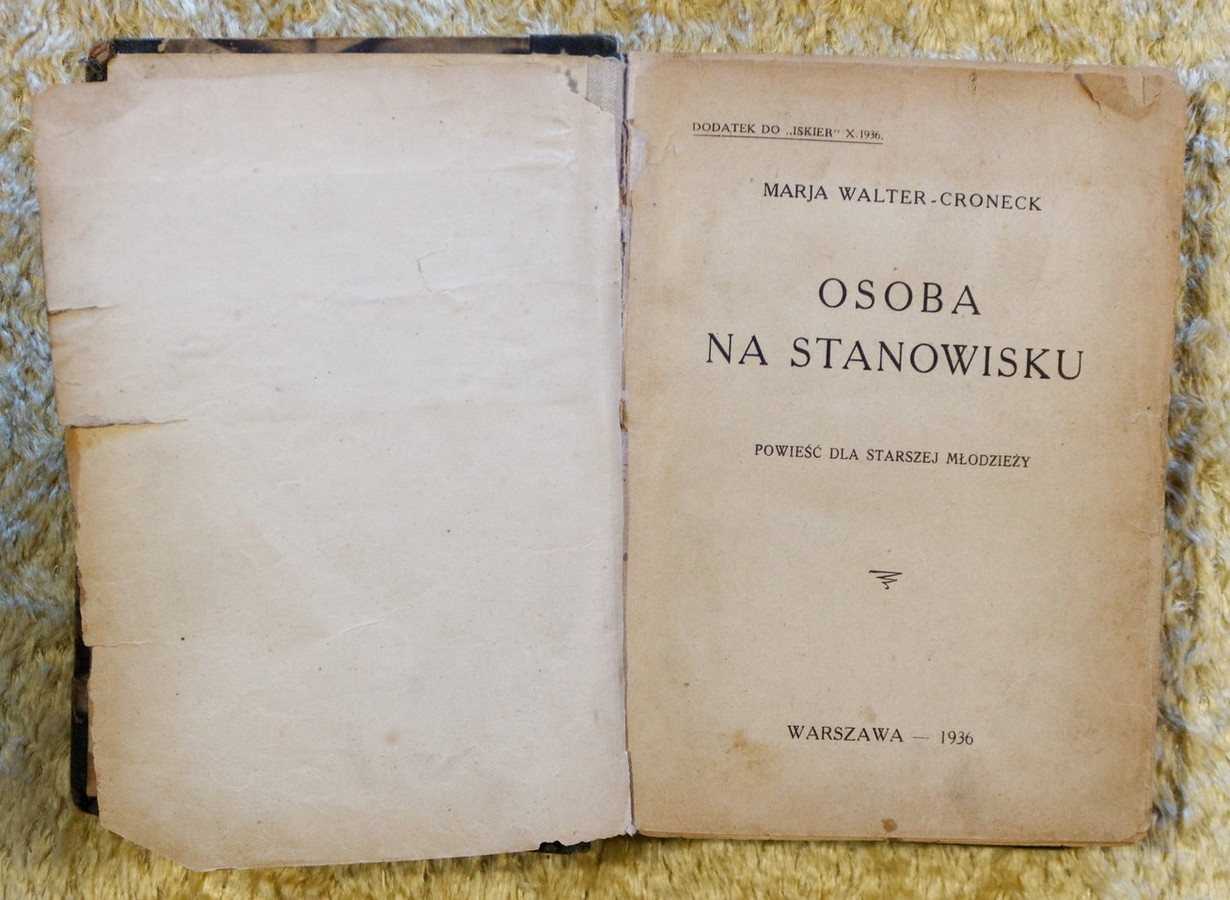 DODATEK DO „ISKIER" X.1936.
MARJA WALTER-CRONECK
OSOBA
NA STANOWISKU
POWIEŚĆ DLA STARSZEJ MŁODZIEŻY
WARSZAWA — 1936